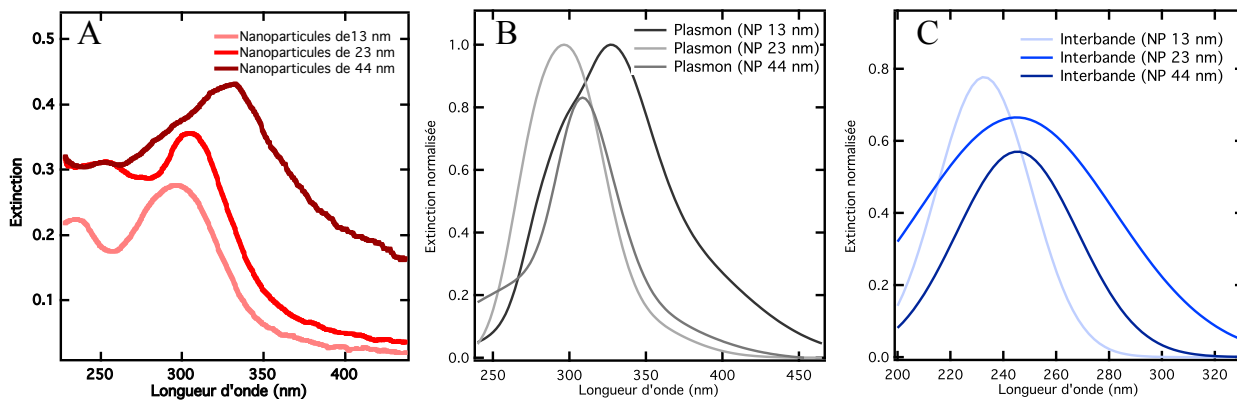 A
Nanoparticules de13 nm
Nanoparticules de 23 nm
Nanoparticules de 44 nm
Extinction
0.5
0.4
0.3
0.2
0.1
250 300 350 400
Longueur d'onde (nm)
B
Plasmon (NP 13 nm)
Plasmon (NP 23 nm)
Plasmon (NP 44 nm)
Extinction normalisée
1.0
0.8
0.6
0.4
0.2
0.0
250 300 350 400 450
Longueur d'onde (nm)
C
Interbande (NP 13 nm)
Interbande (NP 23 nm)
Interbande (NP 44 nm)
Extinction normalisée
0.8
0.6
0.4
0.2
0.0
200 220 240 260 280 300 320
Longueur d'onde (nm)